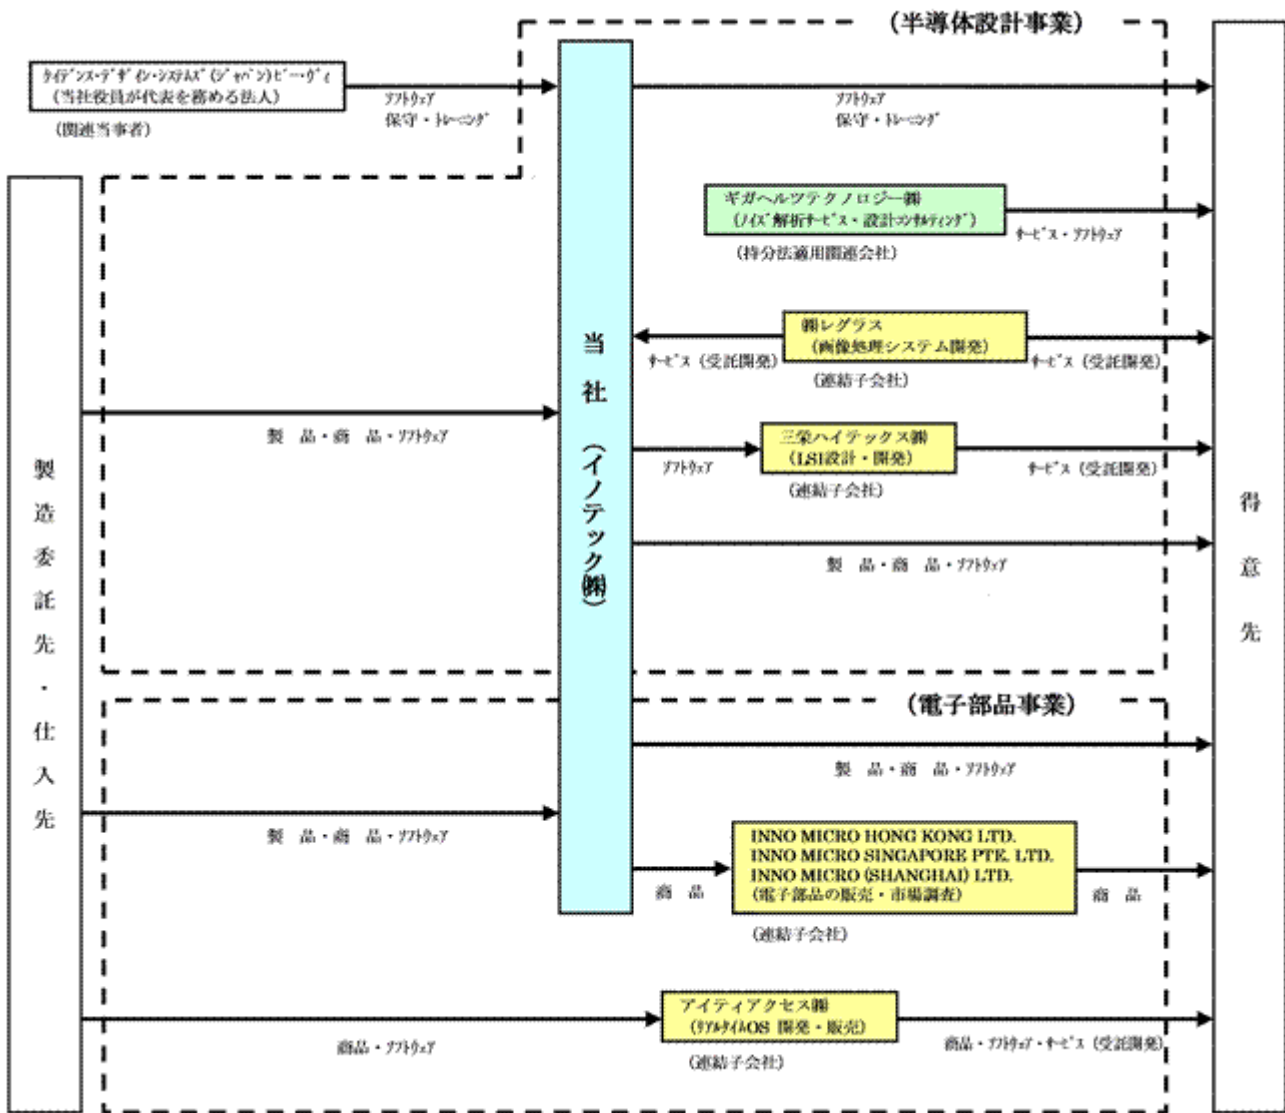 （半導体設計事業）
ｹｲﾃﾞﾝｽ･ﾃﾞｻﾞｲﾝ･ｼｽﾃﾑｽﾞ(ｼﾞｬﾊﾟﾝ)ﾋﾞｰ･ｳﾞｨ
（当社役員が代表を務める法人）
（関連当事者）
ｿﾌﾄｳｪｱ
保守・ﾄﾚｰﾆﾝｸﾞ
ｿﾌﾄｳｪｱ
保守・ﾄﾚｰﾆﾝｸﾞ
ギガヘルツテクノロジー㈱
（ﾉｲｽﾞ解析ｻｰﾋﾞｽ・設計ｺﾝｻﾙﾃｨﾝｸﾞ）
（持分法適用関連会社）
ｻｰﾋﾞｽ・ｿﾌﾄｳｪｱ
㈱レグラス
（画像処理システム開発）
（連結子会社）
ｻｰﾋﾞｽ（受託開発）
ｻｰﾋﾞｽ（受託開発）
製　品・商　品・ｿﾌﾄｳｪｱ
三栄ハイテックス㈱
（LSI設計・開発）
（連結子会社）
ｿﾌﾄｳｪｱ
ｻｰﾋﾞｽ（受託開発）
製　品・商　品・ｿﾌﾄｳｪｱ
製造委託先・仕入先
当社（イノテック㈱）
得意先
（電子部品事業）
製　品・商　品・ｿﾌﾄｳｪｱ
製　品・商　品・ｿﾌﾄｳｪｱ
INNO MICRO HONG KONG LTD.
INNO MICRO SINGAPORE PTE. LTD.
INNO MICRO (SHANGHAI) LTD.
（電子部品の販売・市場調査）
（連結子会社）
商　品
商　品
アイティアクセス㈱
（ﾘｱﾙﾀｲﾑOS 開発・販売）
（連結子会社）
商品・ｿﾌﾄｳｪｱ
商品・ｿﾌﾄｳｪｱ・ｻｰﾋﾞｽ（受託開発）